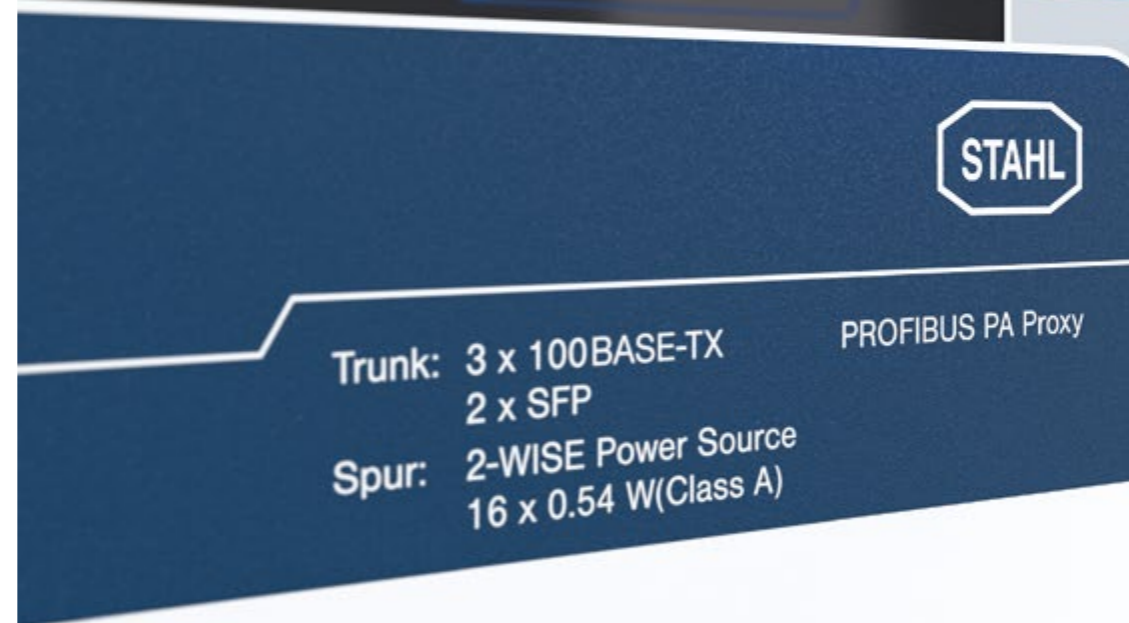 STAHL
Trunk: 3 x 100BASE-TX
2 x SFP
Spur: 2-WISE Power Source
16 x 0.54 W(Class A)
PROFIBUS PA Proxy